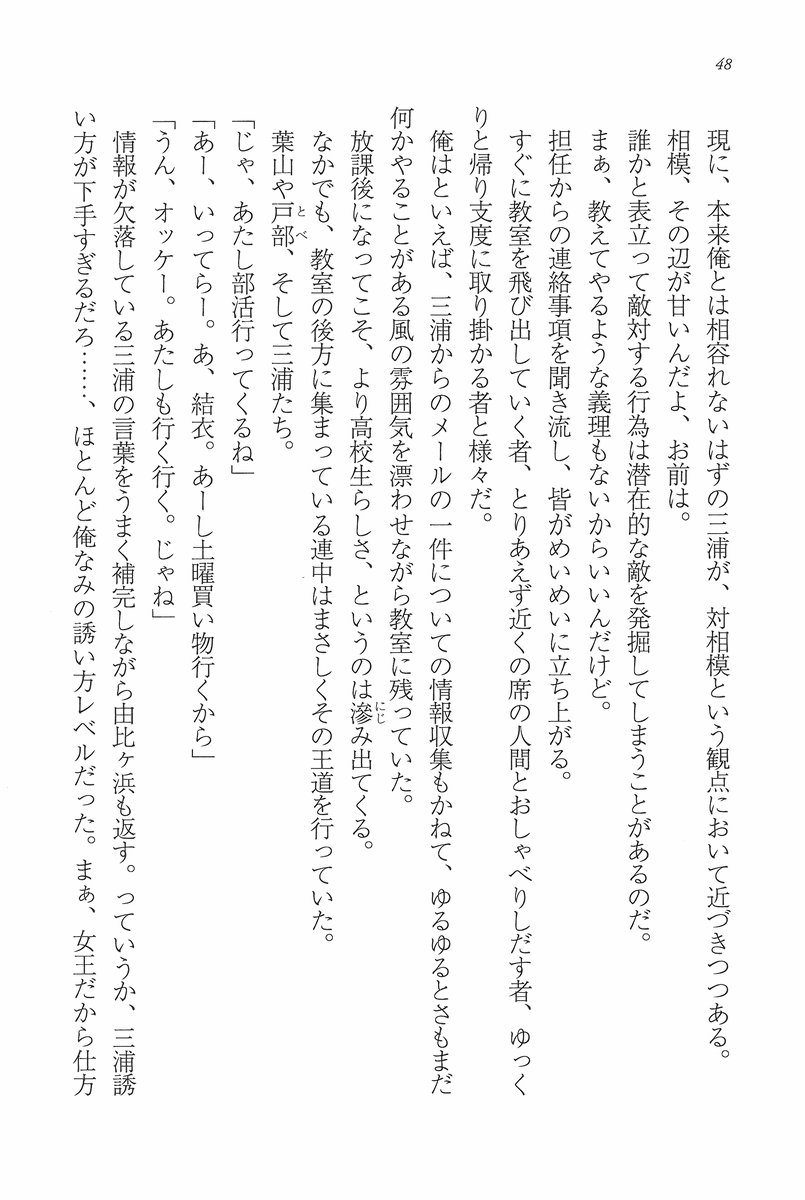 48
現に、本来俺とは相容れないはずの三浦が、対相模という観点において近づきつつある。
相模、その辺が甘いんだよ、お前は。
誰かと表立って敵対する行為は潜在的な敵を発掘してしまうことがあるのだ。
まぁ、教えてやるような義理もないからいいんだけど。
担任からの連絡事項を聞き流し、皆がめいめいに立ち上がる。
すぐに教室を飛び出していく者、とりあえず近くの席の人間とおしゃべりしだす者、ゆっく
りと帰り支度に取り掛かる者と様々だ。
俺はといえば、三浦からのメールの一件についての情報収集もかねて、ゆるゆるとさもまだ
何かやることがある風の雰囲気を漂わせながら教室に残っていた。
放課後になってこそ、より高校生らしさ、というのは滲み出てくる。
なかでも、教室の後方に集まっている連中はまさしくその王道を行っていた。
葉山や戸部、そして三浦たち。
「じゃ、あたし部活行ってくるね」
「あー、いってらー。あ、結衣。あーし土曜買い物行くから」
「うん、オッケー。あたしも行く行く。じゃね」
情報が欠落している三浦の言葉をうまく補完しながら由比ヶ浜も返す。っていうか、三浦誘
い方が下手すぎるだろ……、ほとんど俺なみの誘い方レベルだった。まぁ、女王だから仕方